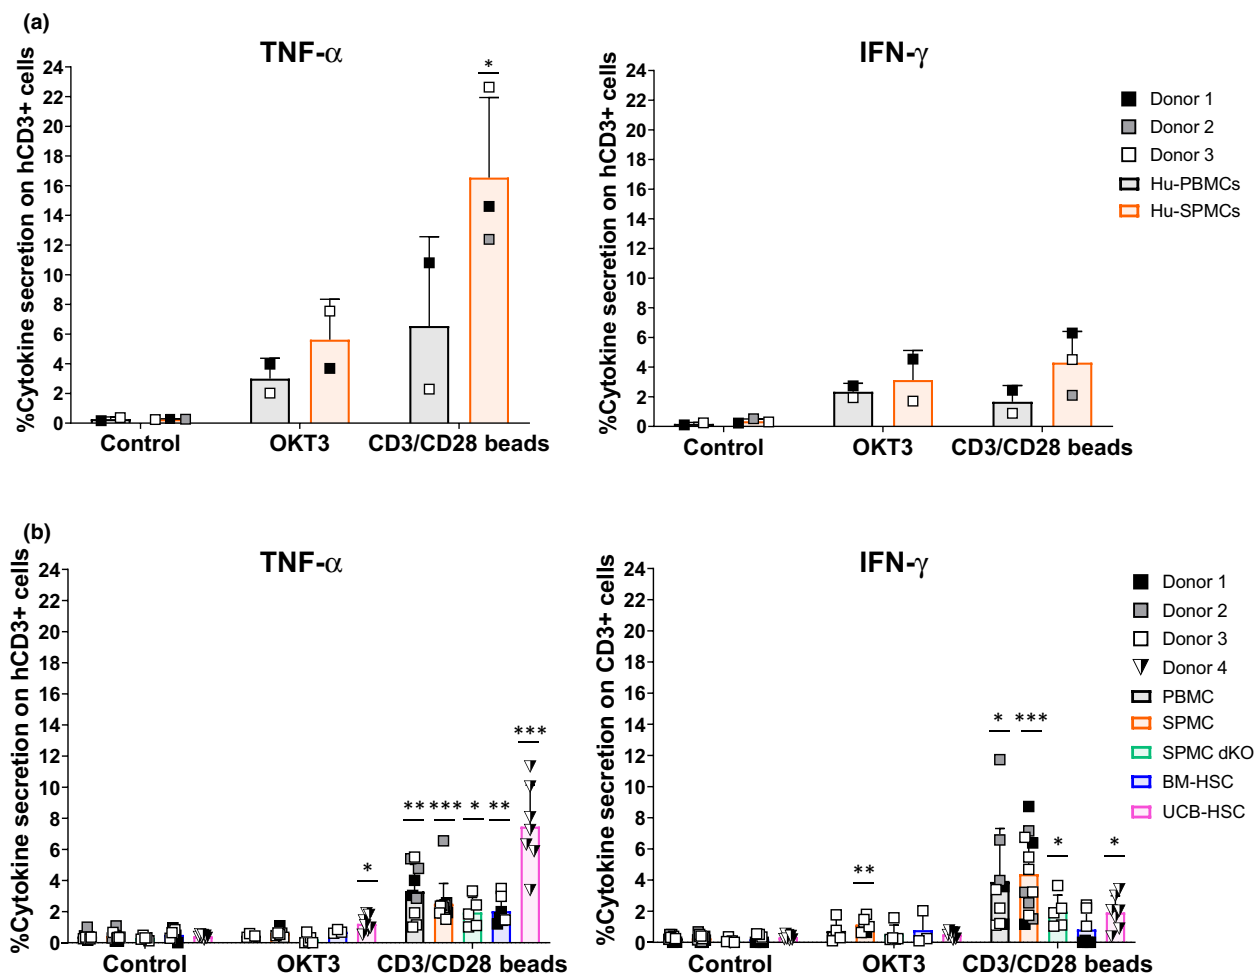 (a)
TNF-α
IFN-γ
%Cytokine secretion on hCD3+ cells
24
22
20
18
16
14
12
10
8
6
4
2
0
*
Control
OKT3
CD3/CD28 beads
%Cytokine secretion on hCD3+ cells
24
22
20
18
16
14
12
10
8
6
4
2
0
Control
OKT3
CD3/CD28 beads
Donor 1
Donor 2
Donor 3
Hu-PBMCs
Hu-SPMCs
(b)
TNF-α
IFN-γ
%Cytokine secretion on hCD3+ cells
24
22
20
18
16
14
12
10
8
6
4
2
0
*
**
***
*
**
***
Control
OKT3
CD3/CD28 beads
%Cytokine secretion on CD3+ cells
24
22
20
18
16
14
12
10
8
6
4
2
0
**
*
***
*
*
Control
OKT3
CD3/CD28 beads
Donor 1
Donor 2
Donor 3
Donor 4
PBMC
SPMC
SPMC dKO
BM-HSC
UCB-HSC